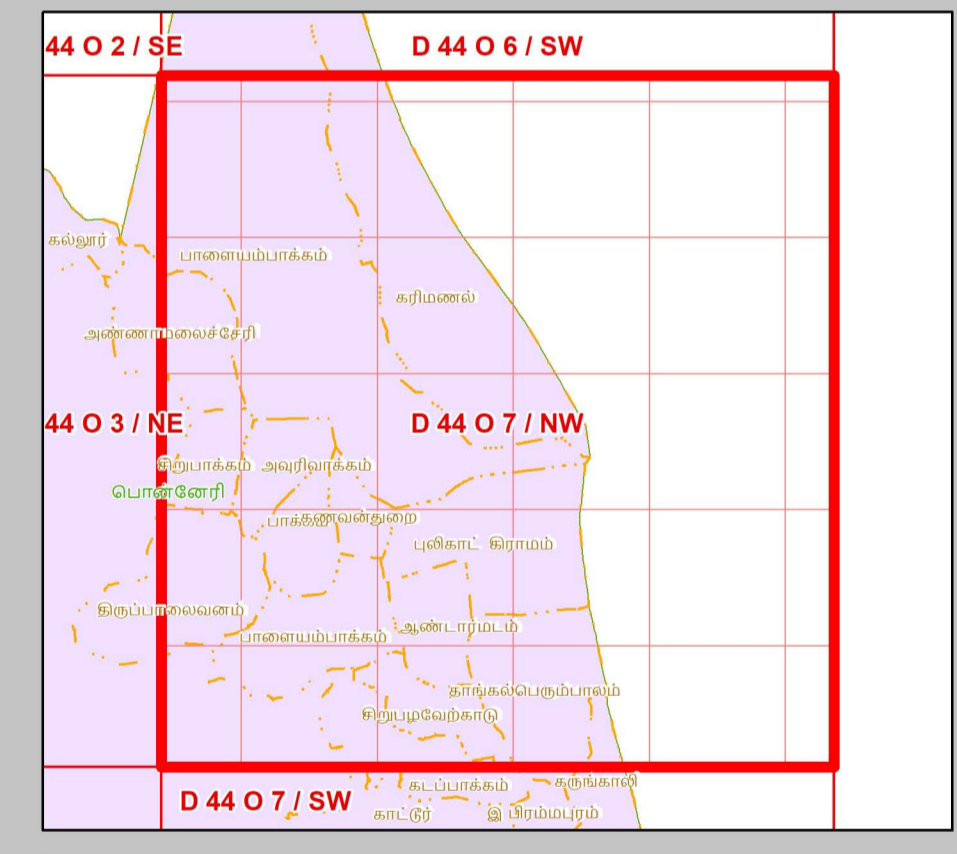 44 O 2 / SE
D 44 O 6 / SW
கல்லூர்
பாளையம்பாக்கம்
கரிமணல்
அண்ணாமலைச்சேரி
44 O 3 / NE
D 44 O 7 / NW
சிறுபாக்கம்
அவுரிவாக்கம்
பொன்னேரி
பாக்கம்
கணவன்துறை
புலிகாட் கிராமம்
திருப்பாலைவனம்
ஆண்டார்மடம்
பாளையம்பாக்கம்
தாங்கல்பெரும்பாலம்
சிறுபழவேற்காடு
கருங்காலி
கடப்பாக்கம்
D 44 O 7 / SW
காட்டூர்
இ பிரம்மபுரம்